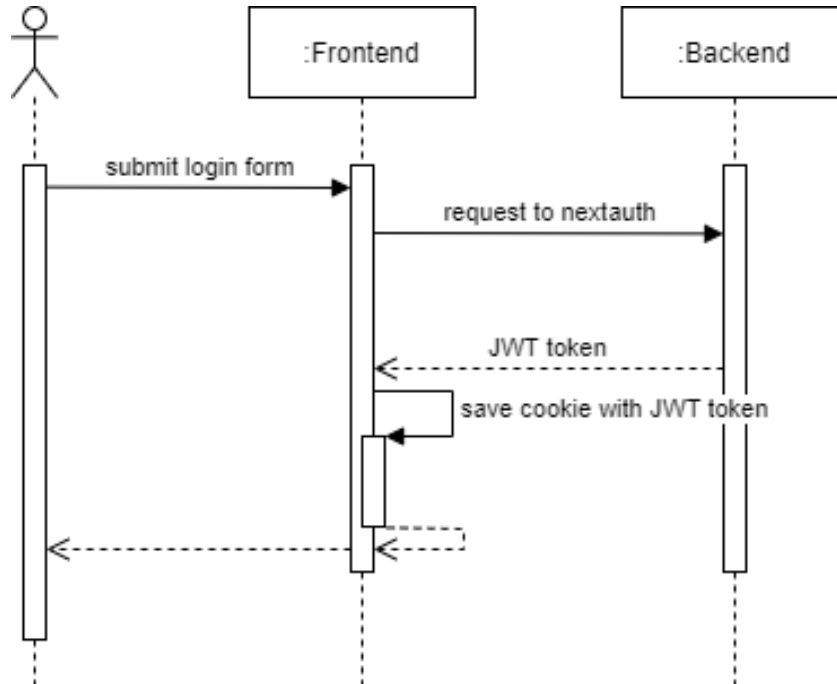 :Frontend
:Backend
submit login form
request to nextauth
JWT token
save cookie with JWT token